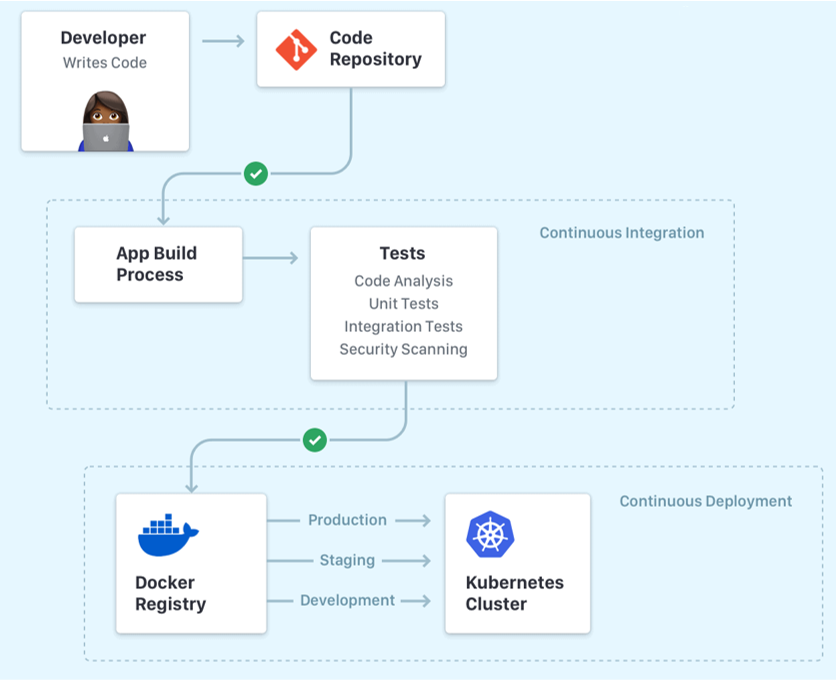 Developer
Writes Code
Code
Repository
Continuous Integration
App Build
Process
Tests
Code Analysis
Unit Tests
Integration Tests
Security Scanning
Continuous Deployment
Docker
Registry
Production
Staging
Development
Kubernetes
Cluster